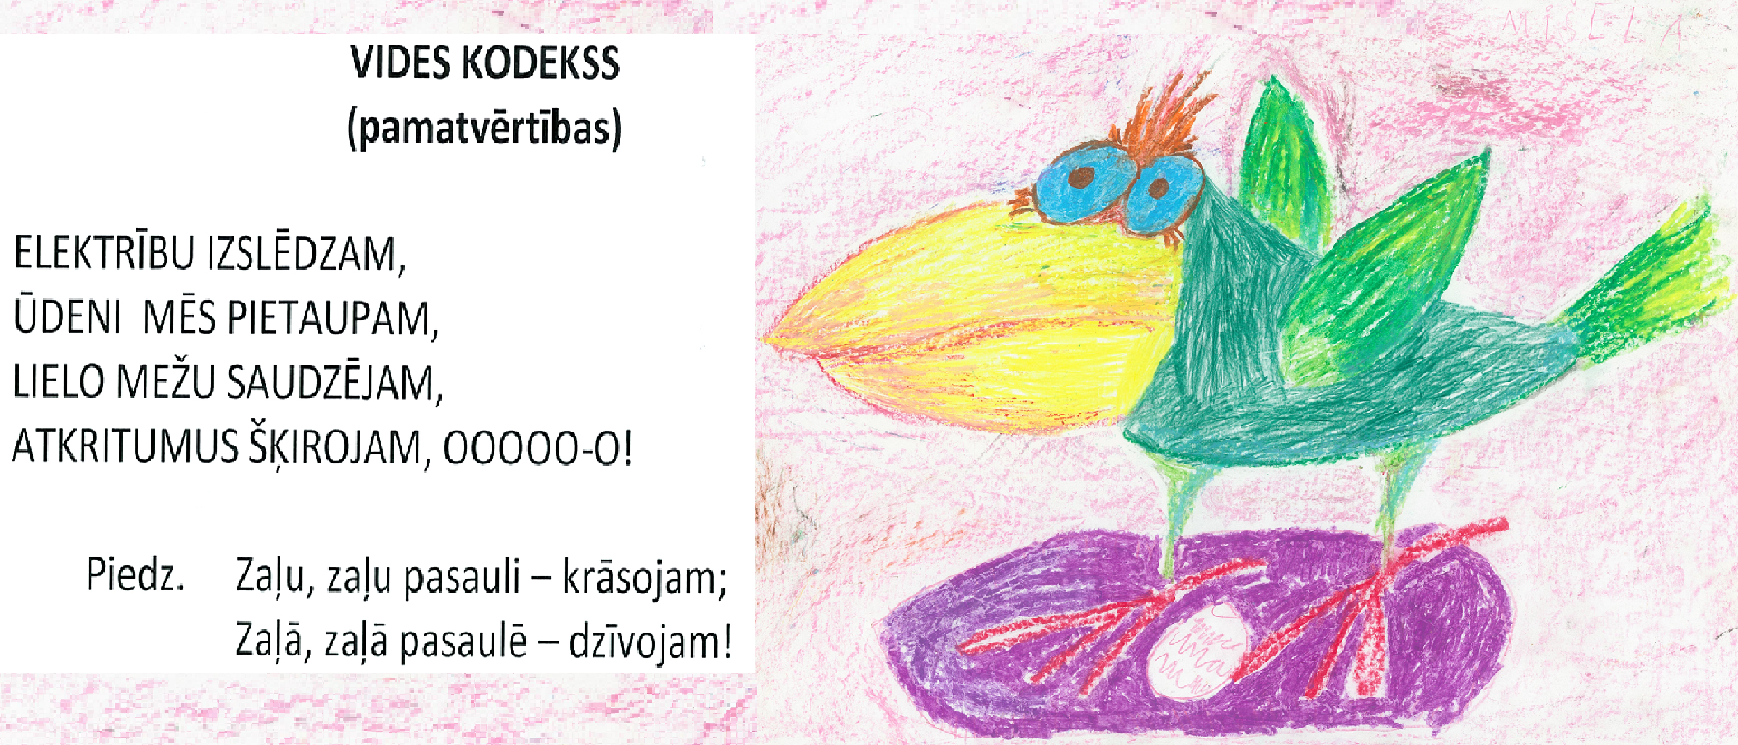 MISELA
VIDES KODEKSS
(pamatvērtības)
ELEKTRĪBU IZSLĒDZAM,
ŪDENI MĒS PIETAUPAM,
LIELO MEŽU SAUDZĒJAM,
ATKRITUMUS ŠĶIROJAM, OOOOO-O!
Piedz. Zaļu, zaļu pasauli – krāsojam;
Zaļā, zaļā pasaulē – dzīvojam!